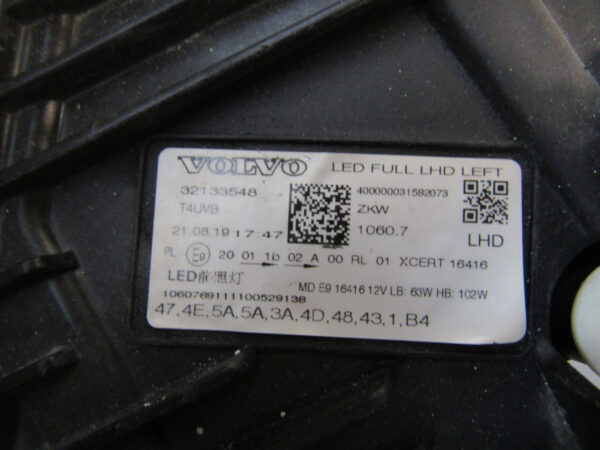 VOLVO LED FULL LHD LEFT
32133548 400000031582073
T4UVB ZKW
21.08.19 17:47 1060.7 LHD
PL E9 20 01 1b 02 A 00 RL 01 XCERT 16416
LED前照灯 MD E9 16416 12V LB: 63W HB: 102W
1060769111100529138
47,4E,5A,5A,3A,4D,48,43,1,B4